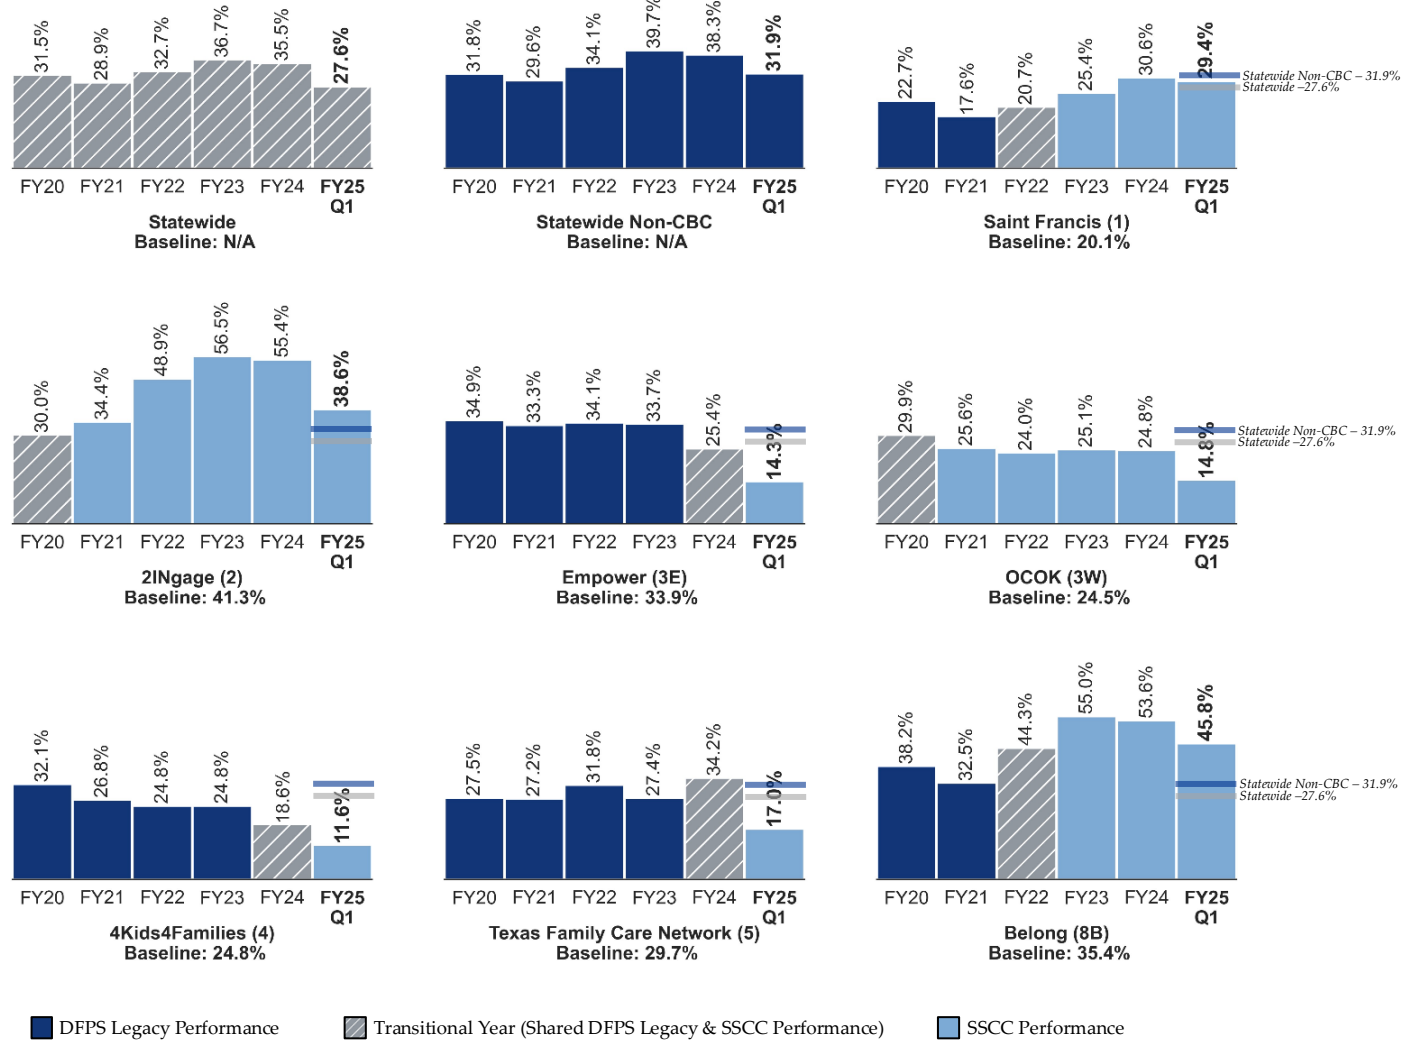 31.5% 28.9% 32.7% 36.7% 35.5% 27.6%
FY20 FY21 FY22 FY23 FY24 FY25 Q1
Statewide
Baseline: N/A
31.8% 29.6% 34.1% 39.7% 38.3% 31.9%
FY20 FY21 FY22 FY23 FY24 FY25 Q1
Statewide Non-CBC
Baseline: N/A
22.7% 17.6% 20.7% 25.4% 30.6% 29.4%
Statewide Non-CBC – 31.9%
Statewide –27.6%
FY20 FY21 FY22 FY23 FY24 FY25 Q1
Saint Francis (1)
Baseline: 20.1%
30.0% 34.4% 48.9% 56.5% 55.4% 38.6%
FY20 FY21 FY22 FY23 FY24 FY25 Q1
2INgage (2)
Baseline: 41.3%
34.9% 33.3% 34.1% 33.7% 25.4% 14.3%
FY20 FY21 FY22 FY23 FY24 FY25 Q1
Empower (3E)
Baseline: 33.9%
29.9% 25.6% 24.0% 25.1% 24.8% 14.8%
Statewide Non-CBC – 31.9%
Statewide –27.6%
FY20 FY21 FY22 FY23 FY24 FY25 Q1
OCOK (3W)
Baseline: 24.5%
32.1% 26.8% 24.8% 24.8% 18.6% 11.6%
FY20 FY21 FY22 FY23 FY24 FY25 Q1
4Kids4Families (4)
Baseline: 24.8%
27.5% 27.2% 31.8% 27.4% 34.2% 17.0%
FY20 FY21 FY22 FY23 FY24 FY25 Q1
Texas Family Care Network (5)
Baseline: 29.7%
38.2% 32.5% 44.3% 55.0% 53.6% 45.8%
Statewide Non-CBC – 31.9%
Statewide –27.6%
FY20 FY21 FY22 FY23 FY24 FY25 Q1
Belong (8B)
Baseline: 35.4%
DFPS Legacy Performance
Transitional Year (Shared DFPS Legacy & SSCC Performance)
SSCC Performance